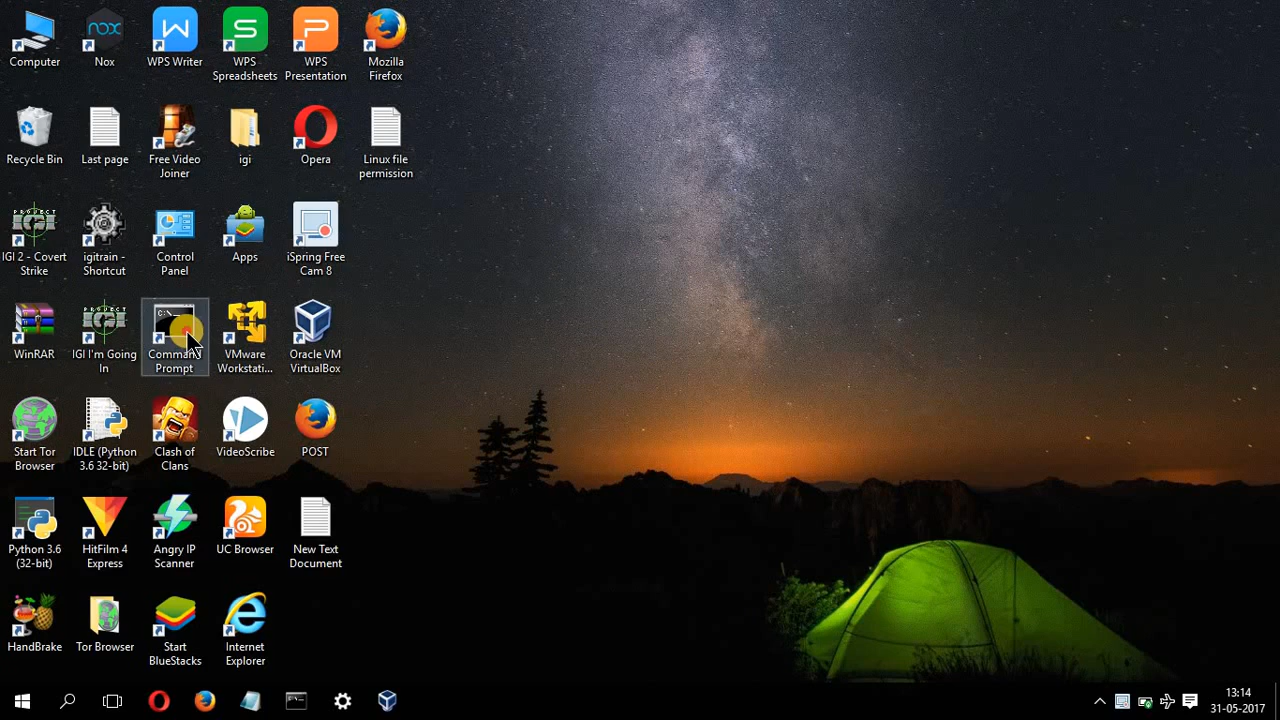 Computer
Nox
WPS Writer
WPS
Spreadsheets
WPS
Presentation
Mozilla
Firefox
Recycle Bin
Last page
Free Video
Joiner
igi
Opera
Linux file
permission
IGI 2 - Covert
Strike
igitrain -
Shortcut
Control
Panel
Apps
iSpring Free
Cam 8
WinRAR
IGI I'm Going
In
Command
Prompt
VMware
Workstati...
Oracle VM
VirtualBox
Start Tor
Browser
IDLE (Python
3.6 32-bit)
Clash of
Clans
VideoScribe
POST
Python 3.6
(32-bit)
HitFilm 4
Express
Angry IP
Scanner
UC Browser
New Text
Document
HandBrake
Tor Browser
Start
BlueStacks
Internet
Explorer
13:14
31-05-2017